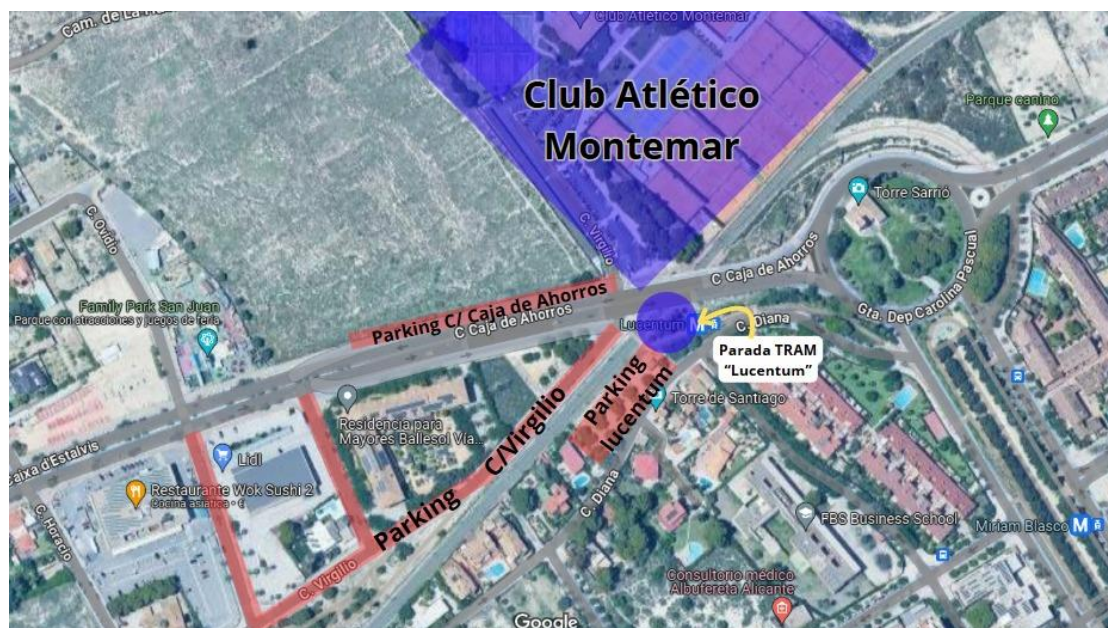 Cam. de La
Club Atlético Montemar
Club Atlético
Montemar
Parque canino
C. Ovidio
C. Virgilio
Torre Sarrió
C Caja de Ahorros
Gta. Dep Carolina Pascual
Family Park San Juan
Parque con atracciones y juegos de feria
Parking C/ Caja de Ahorros
C Caja de Ahorros
Lucentum M
C. Diana
Parada TRAM
“Lucentum”
Parking
lucentum
Torre de Santiago
Residencia para
Mayores Ballesol Vía...
Parking C/Virgilio
Caixa d'Estalvis
Lidl
Restaurante Wok Sushi 2
Cocina asiática • €
C. Horacio
C. Diana
FBS Business School
Miriam Blasco M
C. Virgilio
Consultorio médico
Albufereta Alicante
Google